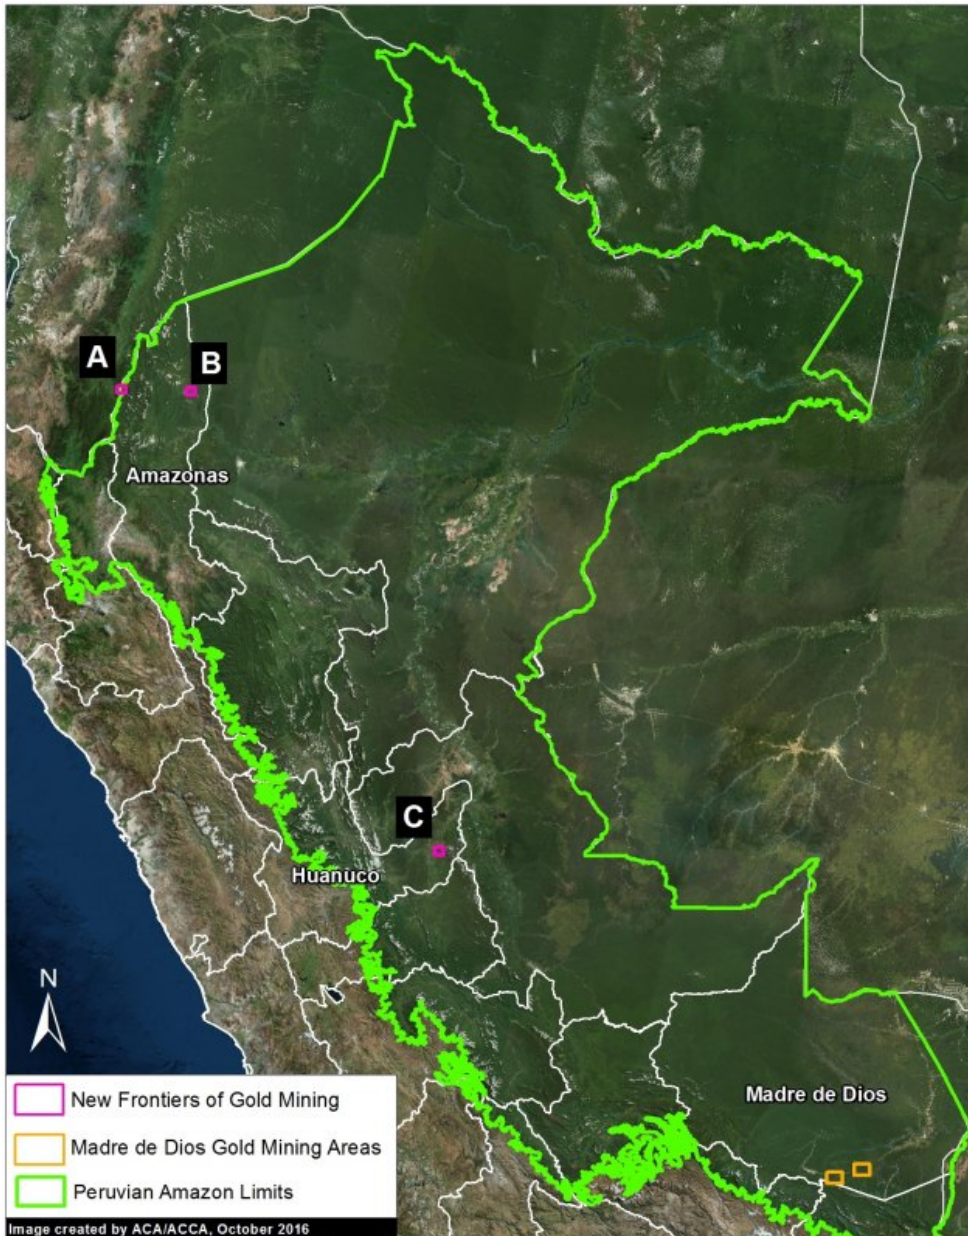 A
B
Amazonas
C
Huanuco
N
Madre de Dios
New Frontiers of Gold Mining
Madre de Dios Gold Mining Areas
Peruvian Amazon Limits
Image created by ACA/ACCA, October 2016